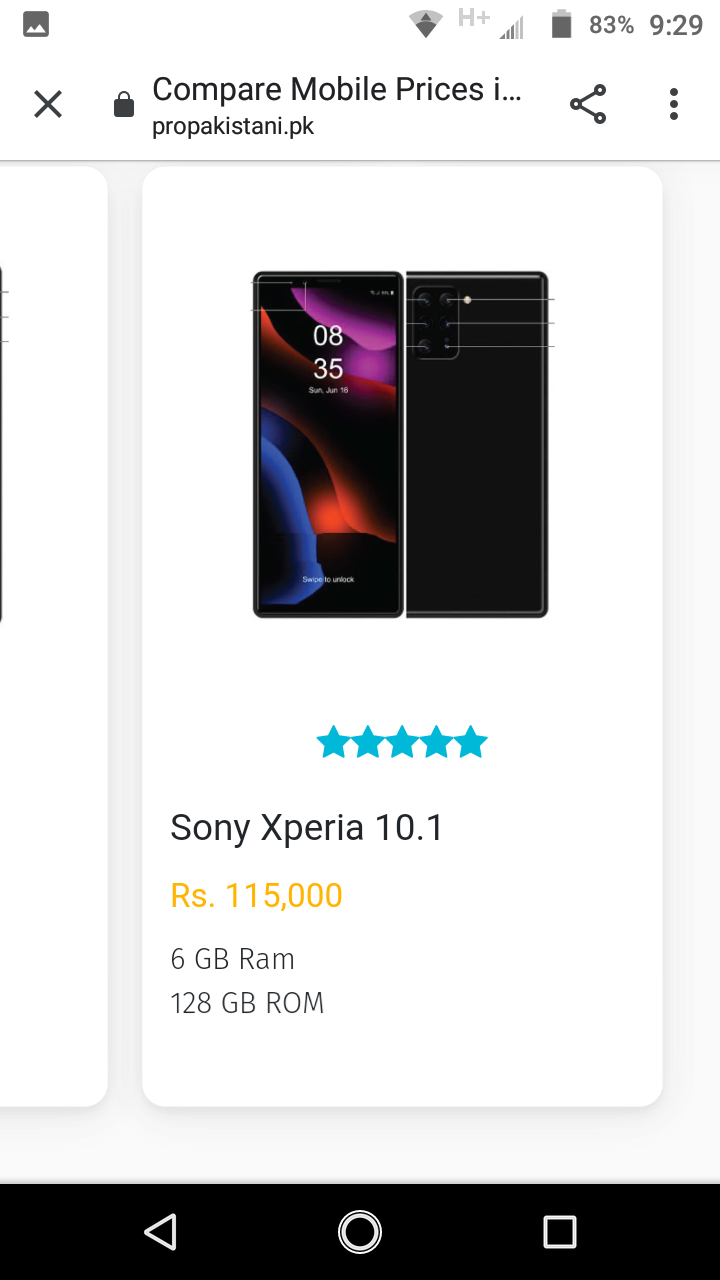 H+ 83% 9:29
Compare Mobile Prices i...
propakistani.pk
08
35
Sun, Jun 16
Swipe to unlock
Sony Xperia 10.1
Rs. 115,000
6 GB Ram
128 GB ROM